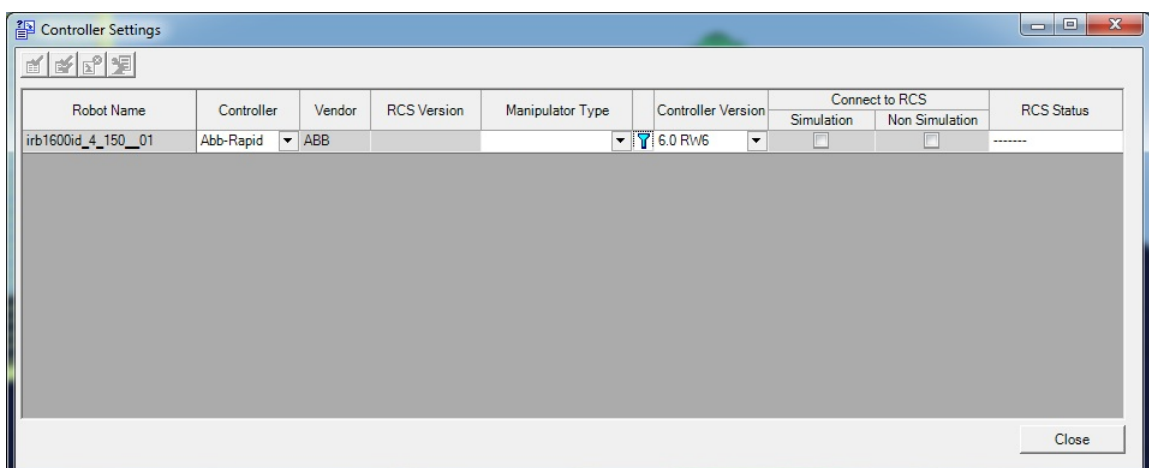 Controller Settings
Robot Name Controller Vendor RCS Version Manipulator Type Controller Version Connect to RCS RCS Status
Simulation Non Simulation
irb1600id_4_150__01 Abb-Rapid ABB 6.0 RW6 -------
Close